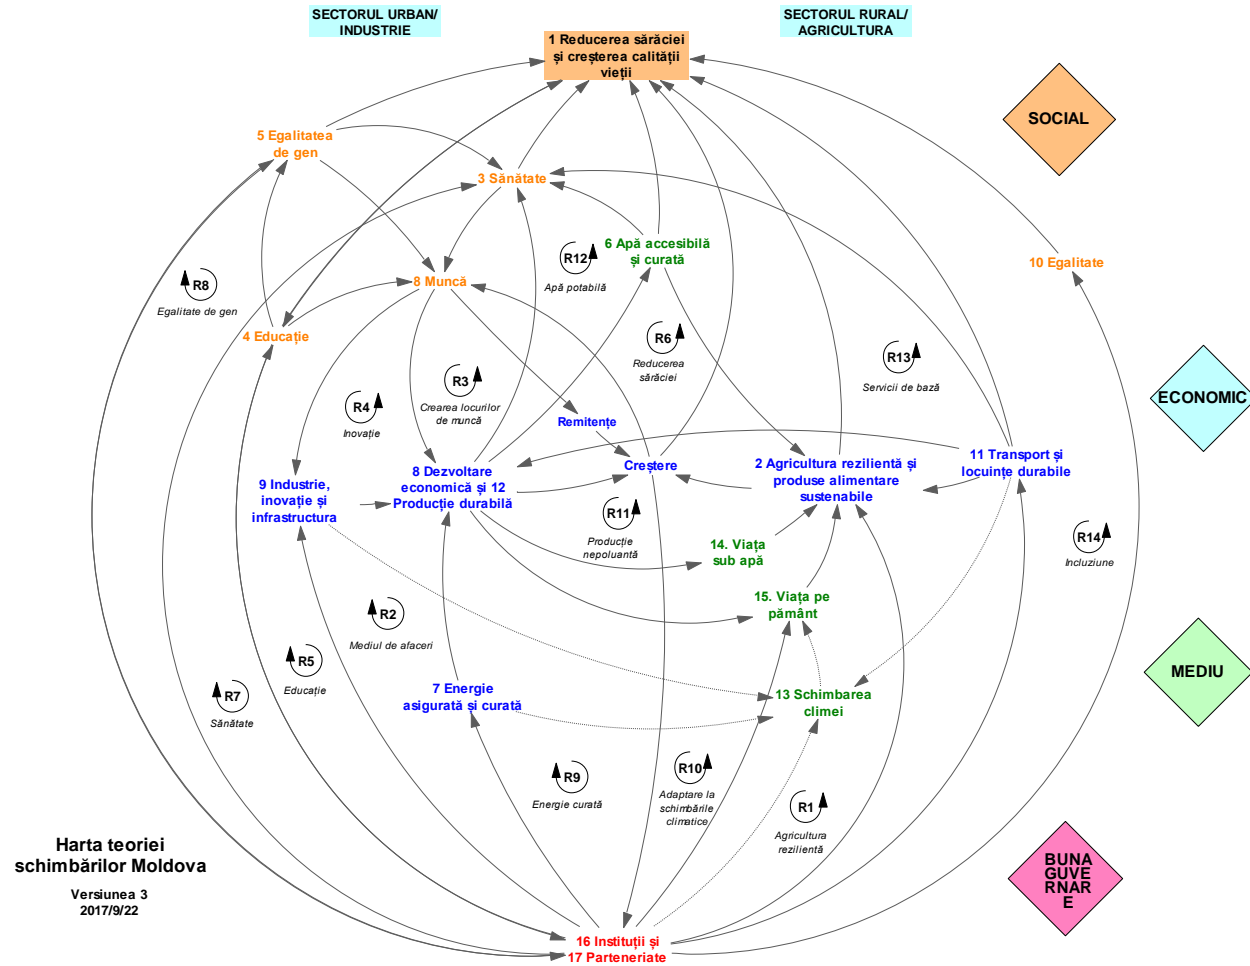 SECTORUL URBAN/
INDUSTRIE
SECTORUL RURAL/
AGRICULTURA
1 Reducerea sărăciei
și creșterea calității
vieții
SOCIAL
5 Egalitatea
de gen
3 Sănătate
6 Apă accesibilă
și curată
10 Egalitate
R12
Apă potabilă
8 Muncă
R8
Egalitate de gen
4 Educație
R6
Reducerea
sărăciei
R13
Servicii de bază
ECONOMIC
R3
Crearea locurilor
de muncă
R4
Inovație
Remitențe
8 Dezvoltare
economică și 12
Producție durabilă
Creștere
2 Agricultura rezilientă și
produse alimentare
sustenabile
11 Transport și
locuințe durabile
9 Industrie,
inovație și
infrastructura
R11
Producție
nepoluantă
14. Viața
sub apă
R14
Incluziune
15. Viața pe
pământ
R2
Mediul de afaceri
R5
Educație
R7
Sănătate
7 Energie
asigurată și curată
13 Schimbarea
climei
MEDIU
R9
Energie curată
R10
Adaptare la
schimbările
climatice
R1
Agricultura
rezilientă
Harta teoriei
schimbărilor Moldova
Versiunea 3
2017/9/22
BUNA
GUVE
RNAR
E
16 Instituții și
17 Parteneriate